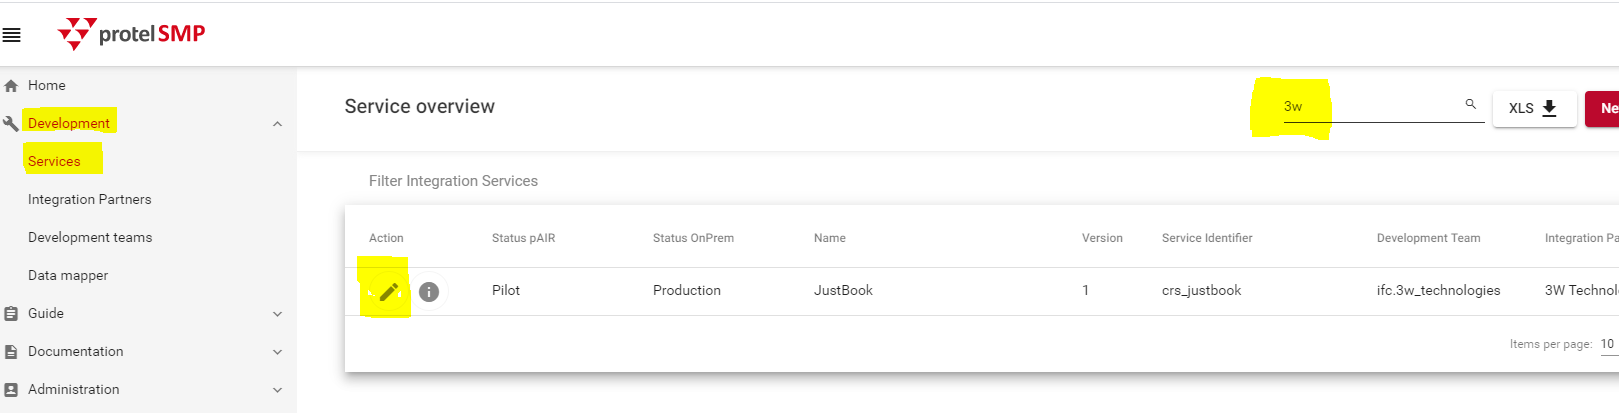 protel SMP
Home
Development
Services
Integration Partners
Development teams
Data mapper
Guide
Documentation
Administration
Service overview
3w
XLS
Ne
Filter Integration Services
Action Status pAIR Status OnPrem Name Version Service Identifier Development Team Integration Pa
Pilot Production JustBook 1 crs_justbook ifc.3w_technologies 3W Technol
Items per page: 10